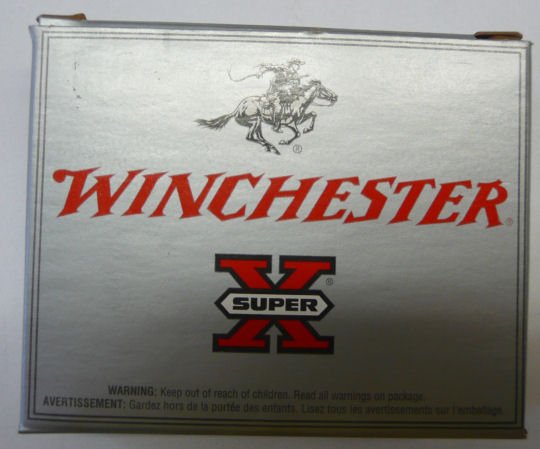 ®
WINCHESTER®
X®
SUPER
WARNING: Keep out of reach of children. Read all warnings on package.
AVERTISSEMENT: Gardez hors de la portée des enfants. Lisez tous les avertissements sur l'emballage.